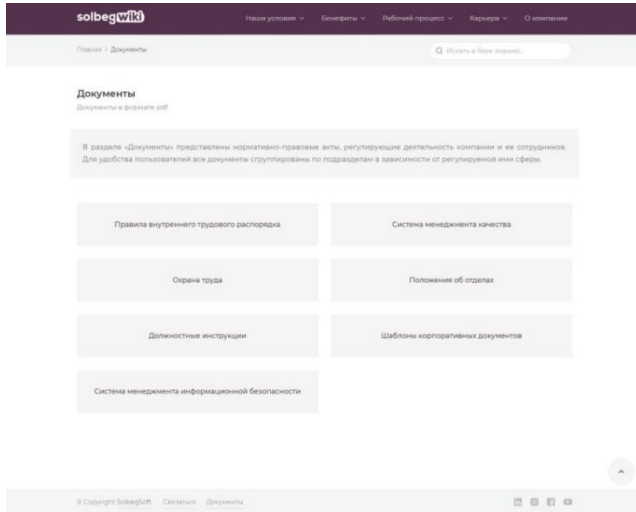 solbegwiki
Наши условия Бенефиты Рабочий процесс Карьера О компании
Главная > Документы
Искать в базе знаний...
Документы
Документы в формате pdf
В разделе «Документы» представлены нормативно-правовые акты, регулирующие деятельность компании и ее сотрудников.
Для удобства пользователей все документы сгруппированы по подразделам в зависимости от регулируемой ими сферы.
Правила внутреннего трудового распорядка
Система менеджмента качества
Охрана труда
Положения об отделах
Должностные инструкции
Шаблоны корпоративных документов
Система менеджмента информационной безопасности
© Copyright SolbegSoft Связаться Документы